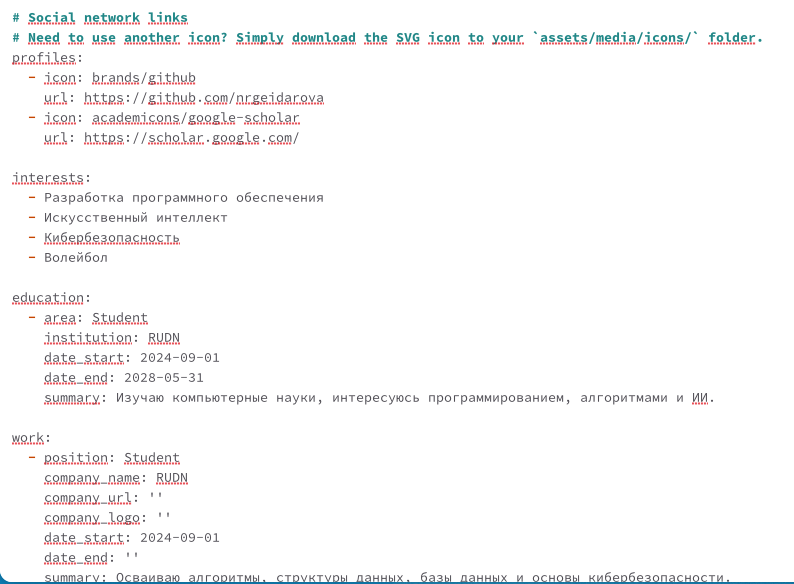 # Social network links
# Need to use another icon? Simply download the SVG icon to your `assets/media/icons/` folder.
profiles:
  - icon: brands/github
    url: https://github.com/nrgeidarova
  - icon: academicons/google-scholar
    url: https://scholar.google.com/

interests:
  - Разработка программного обеспечения
  - Искусственный интеллект
  - Кибербезопасность
  - Волейбол

education:
  - area: Student
    institution: RUDN
    date_start: 2024-09-01
    date_end: 2028-05-31
    summary: Изучаю компьютерные науки, интересуюсь программированием, алгоритмами и ИИ.

work:
  - position: Student
    company_name: RUDN
    company_url: ''
    company_logo: ''
    date_start: 2024-09-01
    date_end: ''
    summary: Осваиваю алгоритмы, структуры данных, базы данных и основы кибербезопасности.